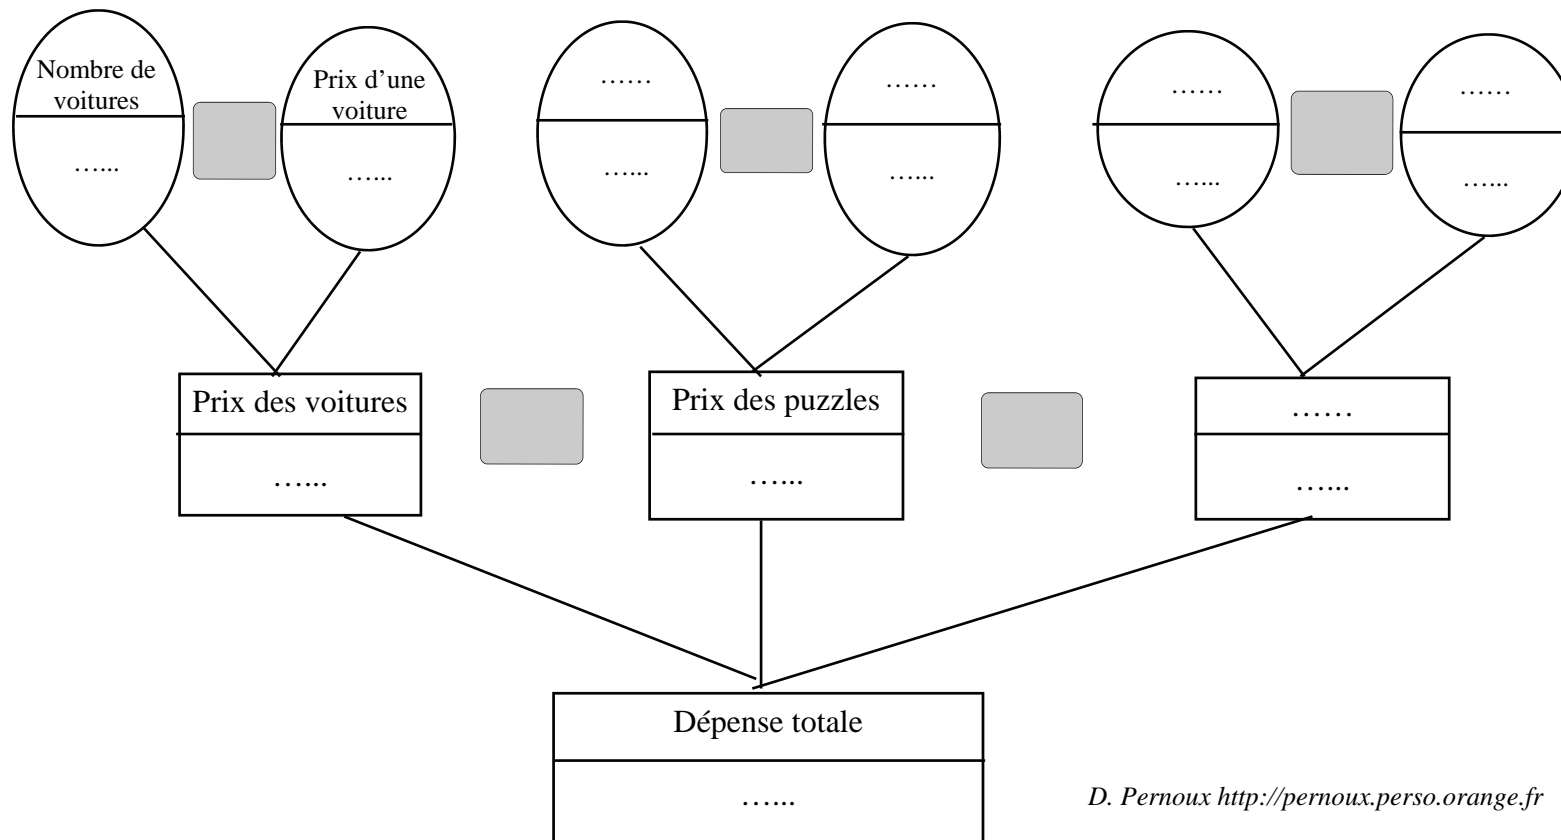 Nombre de
voitures
…...
Prix d’une
voiture
…...
……
…...
……
…...
……
…...
……
…...
Prix des voitures
…...
Prix des puzzles
…...
……
…...
Dépense totale
…...
D. Pernoux http://pernoux.perso.orange.fr